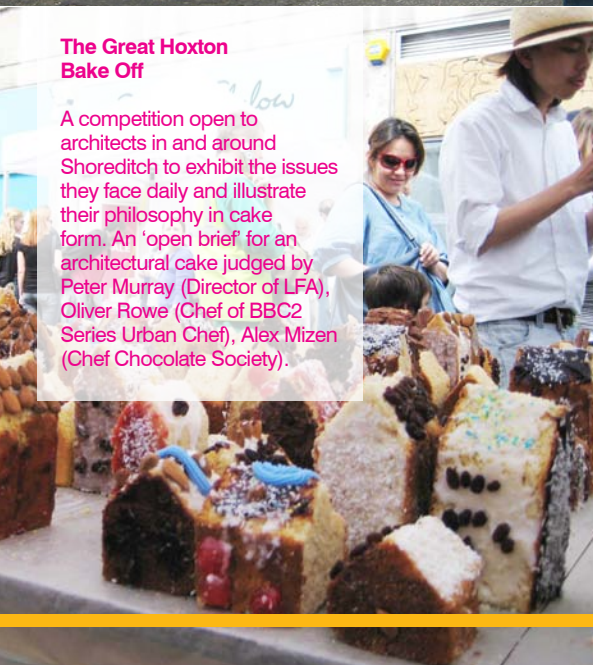 The Great Hoxton
Bake Off
A competition open to
architects in and around
Shoreditch to exhibit the issues
they face daily and illustrate
their philosophy in cake
form. An ‘open brief’ for an
architectural cake judged by
Peter Murray (Director of LFA),
Oliver Rowe (Chef of BBC2
Series Urban Chef), Alex Mizen
(Chef Chocolate Society).